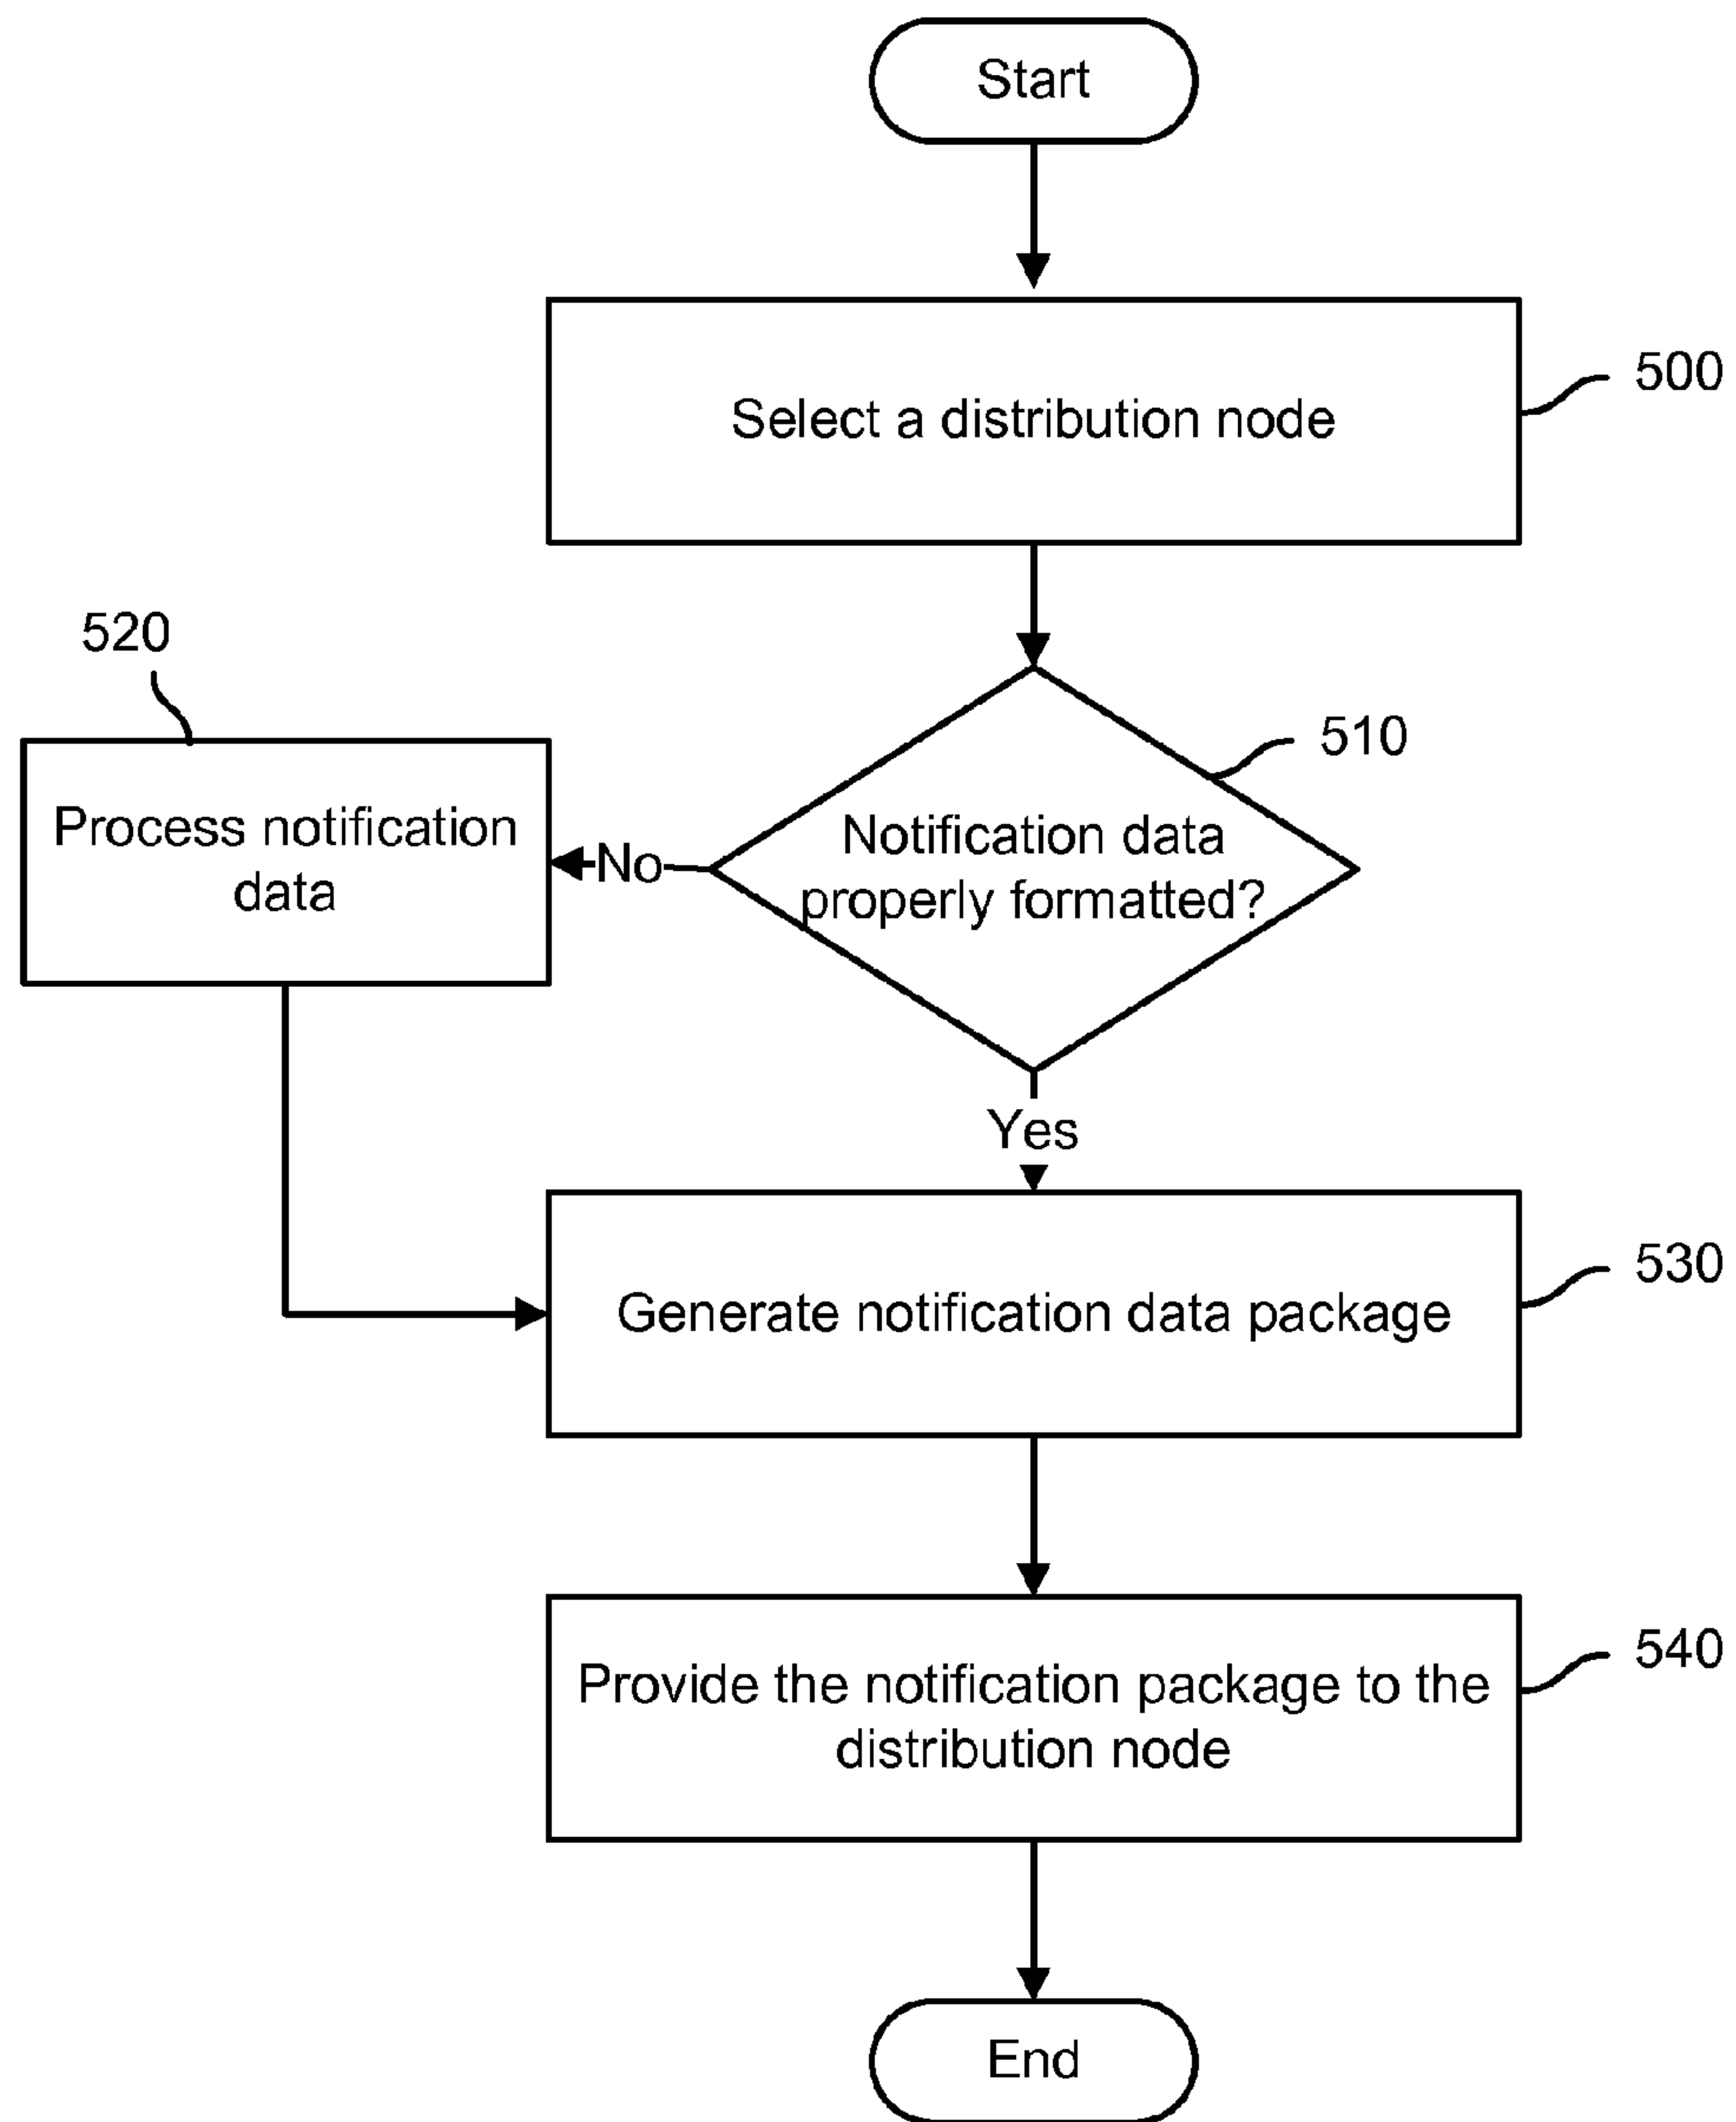 Start
500
Select a distribution node
520
510
Process notification
data
No
Notification data
properly formatted?
Yes
530
Generate notification data package
540
Provide the notification package to the
distribution node
End